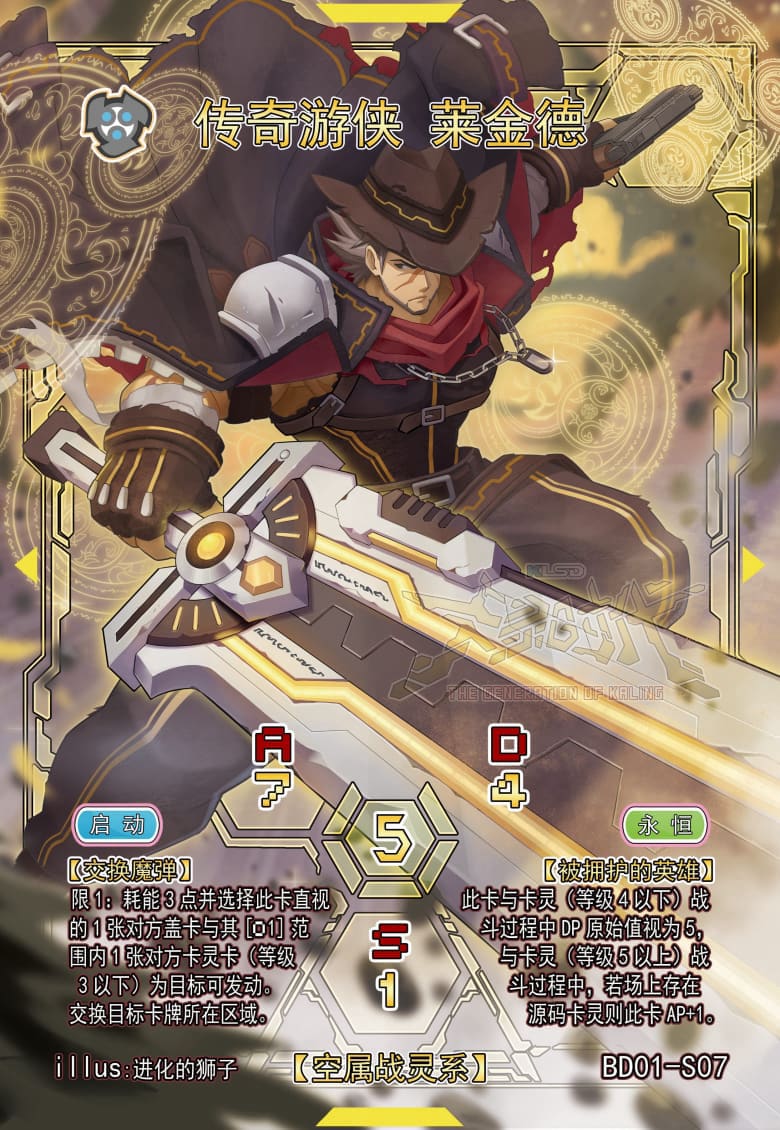 传奇游侠 莱金德
KLSD
THE GENERATION OF KALING
A
7
D
4
5
S
1
启动
【交换魔弹】
限1：耗能3点并选择此卡直视
的1张对方盖卡与其[O1]范
围内1张对方卡灵卡（等级
3以下）为目标可发动。
交换目标卡牌所在区域。
永恒
【被拥护的英雄】
此卡与卡灵（等级4以下）战
斗过程中DP原始值视为5，
与卡灵（等级5以上）战
斗过程中，若场上存在
源码卡灵则此卡AP+1。
illus:进化的狮子
【空属战灵系】
BD01-S07